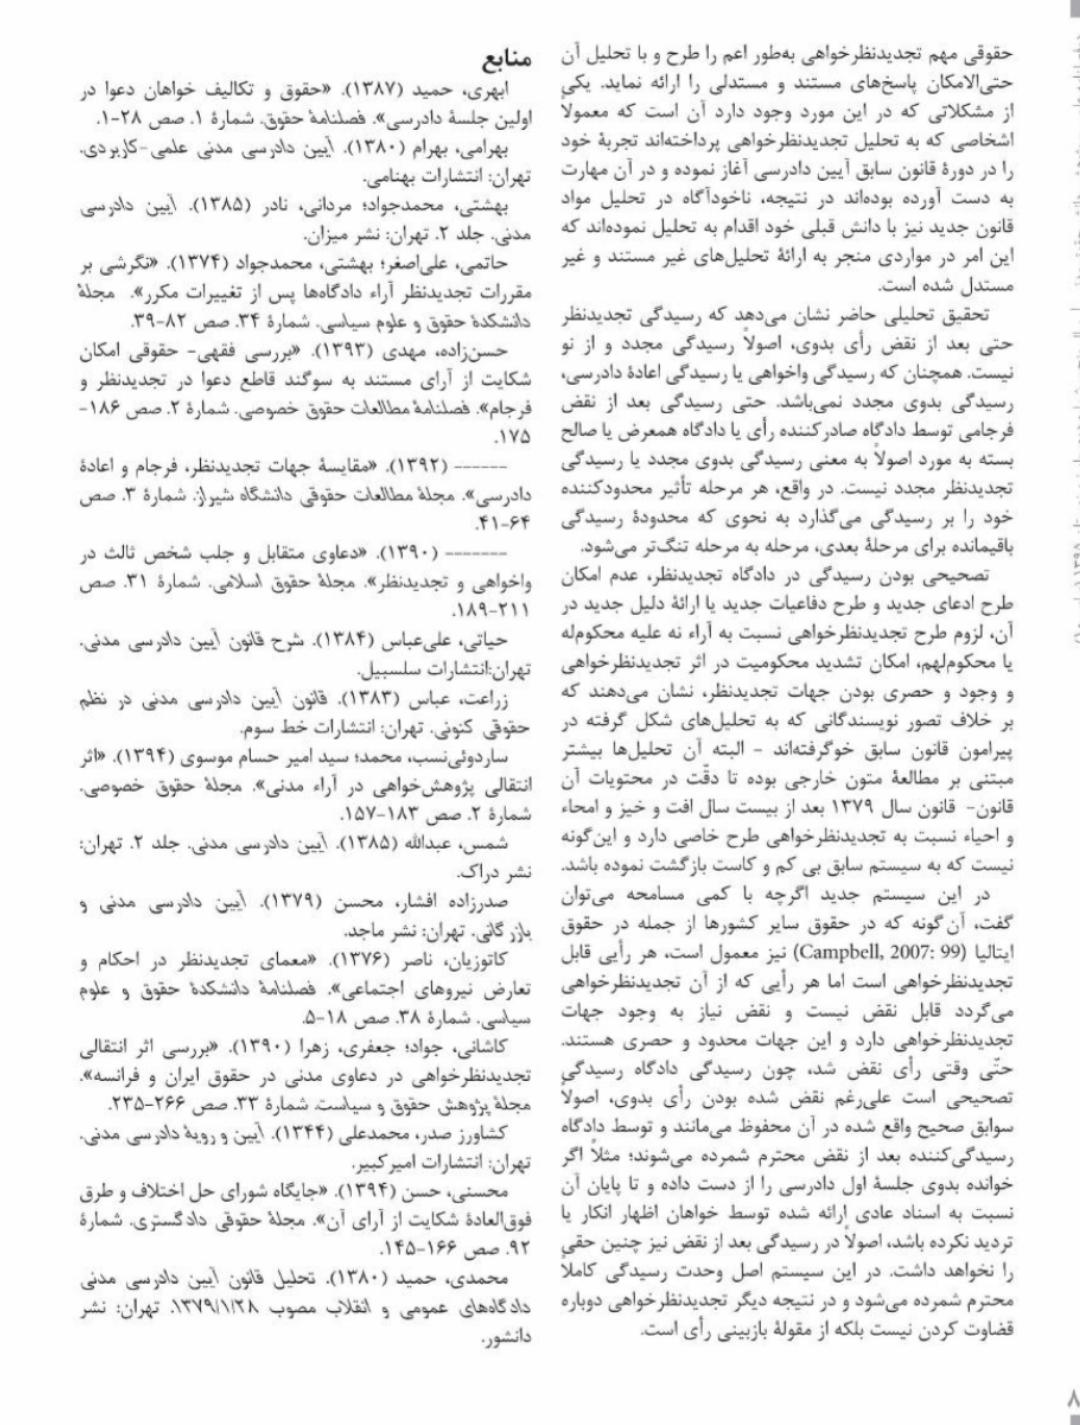 حقوقی مهم تجدیدنظرخواهی به‌طور اعم را طرح و با تحلیل آن
حتی‌الامکان پاسخ‌های مستند و مستدلی را ارائه نماید. یکی
از مشکلاتی که در این مورد وجود دارد آن است که معمولاً
اشخاصی که به تحلیل تجدیدنظرخواهی پرداخته‌اند تجربهٔ خود
را در دورهٔ قانون سابق آیین دادرسی آغاز نموده و در آن مهارت
به دست آورده بوده‌اند در نتیجه، ناخودآگاه در تحلیل مواد
قانون جدید نیز با دانش قبلی خود اقدام به تحلیل نموده‌اند که
این امر در مواردی منجر به ارائهٔ تحلیل‌های غیر مستند و غیر
مستدل شده است.
تحقیق تحلیلی حاضر نشان می‌دهد که رسیدگی تجدیدنظر
حتی بعد از نقض رأی بدوی، اصولاً رسیدگی مجدد و از نو
نیست. همچنان که رسیدگی واخواهی یا رسیدگی اعادهٔ دادرسی،
رسیدگی بدوی مجدد نمی‌باشد. حتی رسیدگی بعد از نقض
فرجامی توسط دادگاه صادرکننده رأی یا دادگاه همعرض یا صالح
بسته به مورد اصولاً به معنی رسیدگی بدوی مجدد یا رسیدگی
تجدیدنظر مجدد نیست. در واقع، هر مرحله تأثیر محدودکننده
خود را بر رسیدگی می‌گذارد به نحوی که محدودهٔ رسیدگی
باقیمانده برای مرحلهٔ بعدی، مرحله به مرحله تنگ‌تر می‌شود.
تصحیحی بودن رسیدگی در دادگاه تجدیدنظر، عدم امکان
طرح ادعای جدید و طرح دفاعیات جدید یا ارائهٔ دلیل جدید در
آن، لزوم طرح تجدیدنظرخواهی نسبت به آراء نه علیه محکوم‌له
یا محکوم‌لهم، امکان تشدید محکومیت در اثر تجدیدنظرخواهی
و وجود و حصری بودن جهات تجدیدنظر، نشان می‌دهند که
بر خلاف تصور نویسندگانی که به تحلیل‌های شکل گرفته در
پیرامون قانون سابق خوگرفته‌اند - البته آن تحلیل‌ها بیشتر
مبتنی بر مطالعهٔ متون خارجی بوده تا دقّت در محتویات آن
قانون- قانون سال ۱۳۷۹ بعد از بیست سال افت و خیز و امحاء
و احیاء نسبت به تجدیدنظرخواهی طرح خاصی دارد و این‌گونه
نیست که به سیستم سابق بی کم و کاست بازگشت نموده باشد.
در این سیستم جدید اگرچه با کمی مسامحه می‌توان
گفت، آن‌گونه که در حقوق سایر کشورها از جمله در حقوق
ایتالیا (Campbell, 2007: 99) نیز معمول است، هر رأیی قابل
تجدیدنظرخواهی است اما هر رأیی که از آن تجدیدنظرخواهی
می‌گردد قابل نقض نیست و نقض نیاز به وجود جهات
تجدیدنظرخواهی دارد و این جهات محدود و حصری هستند.
حتّی وقتی رأی نقض شد، چون رسیدگی دادگاه رسیدگی
تصحیحی است علی‌رغم نقض شده بودن رأی بدوی، اصولاً
سوابق صحیح واقع شده در آن محفوظ می‌مانند و توسط دادگاه
رسیدگی‌کننده بعد از نقض محترم شمرده می‌شوند؛ مثلاً اگر
خوانده بدوی جلسهٔ اول دادرسی را از دست داده و تا پایان آن
نسبت به اسناد عادی ارائه شده توسط خواهان اظهار انکار یا
تردید نکرده باشد، اصولاً در رسیدگی بعد از نقض نیز چنین حقی
را نخواهد داشت. در این سیستم اصل وحدت رسیدگی کاملاً
محترم شمرده می‌شود و در نتیجه دیگر تجدیدنظرخواهی دوباره
قضاوت کردن نیست بلکه از مقولهٔ بازبینی رأی است.
منابع
ابهری، حمید (۱۳۸۷). «حقوق و تکالیف خواهان دعوا در
اولین جلسهٔ دادرسی». فصلنامهٔ حقوق. شمارهٔ ۱. صص ۲۸-۱.
بهرامی، بهرام (۱۳۸۰). آیین دادرسی مدنی علمی-کاربردی.
تهران: انتشارات بهنامی.
بهشتی، محمدجواد؛ مردانی، نادر (۱۳۸۵). آیین دادرسی
مدنی. جلد ۲. تهران: نشر میزان.
حاتمی، علی‌اصغر؛ بهشتی، محمدجواد (۱۳۷۴). «نگرشی بر
مقررات تجدیدنظر آراء دادگاه‌ها پس از تغییرات مکرر». مجلهٔ
دانشکدهٔ حقوق و علوم سیاسی. شمارهٔ ۳۴. صص ۸۲-۳۹.
حسن‌زاده، مهدی (۱۳۹۳). «بررسی فقهی- حقوقی امکان
شکایت از آرای مستند به سوگند قاطع دعوا در تجدیدنظر و
فرجام». فصلنامهٔ مطالعات حقوق خصوصی. شمارهٔ ۲. صص ۱۸۶-
۱۷۵.
------ (۱۳۹۲). «مقایسهٔ جهات تجدیدنظر، فرجام و اعادهٔ
دادرسی». مجلهٔ مطالعات حقوقی دانشگاه شیراز. شمارهٔ ۳. صص
۶۴-۴۱.
------- (۱۳۹۰). «دعاوی متقابل و جلب شخص ثالث در
واخواهی و تجدیدنظر». مجلهٔ حقوق اسلامی. شمارهٔ ۳۱. صص
۲۱۱-۱۸۹.
حیاتی، علی‌عباس (۱۳۸۴). شرح قانون آیین دادرسی مدنی.
تهران:انتشارات سلسبیل.
زراعت، عباس (۱۳۸۳). قانون آیین دادرسی مدنی در نظم
حقوقی کنونی. تهران: انتشارات خط سوم.
ساردوئی‌نسب، محمد؛ سید امیر حسام موسوی (۱۳۹۴). «اثر
انتقالی پژوهش‌خواهی در آراء مدنی». مجلهٔ حقوق خصوصی.
شمارهٔ ۲. صص ۱۸۳-۱۵۷.
شمس، عبدالله (۱۳۸۵). آیین دادرسی مدنی. جلد ۲. تهران:
نشر دراک.
صدرزاده افشار، محسن (۱۳۷۹). آیین دادرسی مدنی و
بازرگانی. تهران: نشر ماجد.
کاتوزیان، ناصر (۱۳۷۶). «معمای تجدیدنظر در احکام و
تعارض نیروهای اجتماعی». فصلنامهٔ دانشکدهٔ حقوق و علوم
سیاسی. شمارهٔ ۳۸. صص ۱۸-۵.
کاشانی، جواد؛ جعفری، زهرا (۱۳۹۰). «بررسی اثر انتقالی
تجدیدنظرخواهی در دعاوی مدنی در حقوق ایران و فرانسه».
مجلهٔ پژوهش حقوق و سیاست. شمارهٔ ۳۳. صص ۲۶۶-۲۳۵.
کشاورز صدر، محمدعلی (۱۳۴۴). آیین و رویهٔ دادرسی مدنی.
تهران: انتشارات امیرکبیر.
محسنی، حسن (۱۳۹۴). «جایگاه شورای حل اختلاف و طرق
فوق‌العادهٔ شکایت از آرای آن». مجلهٔ حقوقی دادگستری. شمارهٔ
۹۲. صص ۱۶۶-۱۴۵.
محمدی، حمید (۱۳۸۰). تحلیل قانون آیین دادرسی مدنی
دادگاه‌های عمومی و انقلاب مصوب ۱۳۷۹/۱/۲۸. تهران: نشر
دانشور.
۸